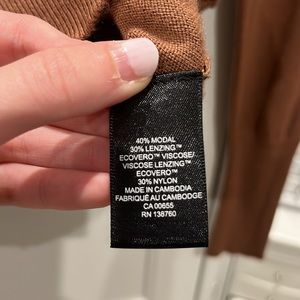 40% MODAL
30% LENZING™
ECOVERO™ VISCOSE/
VISCOSE LENZING™
ECOVERO™
30% NYLON
MADE IN CAMBODIA
FABRIQUÉ AU CAMBODGE
CA 00655
RN 138760